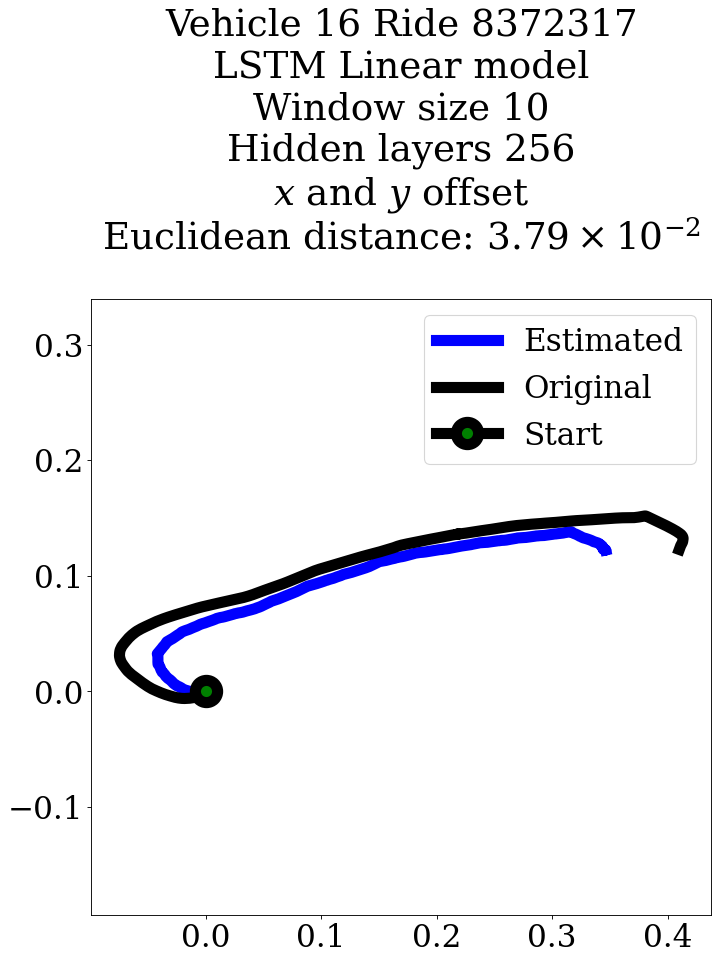 Vehicle 16 Ride 8372317
LSTM Linear model
Window size 10
Hidden layers 256
x and y offset
Euclidean distance: 3.79 × 10⁻²
Estimated
Original
Start
0.3
0.2
0.1
0.0
−0.1
0.0 0.1 0.2 0.3 0.4